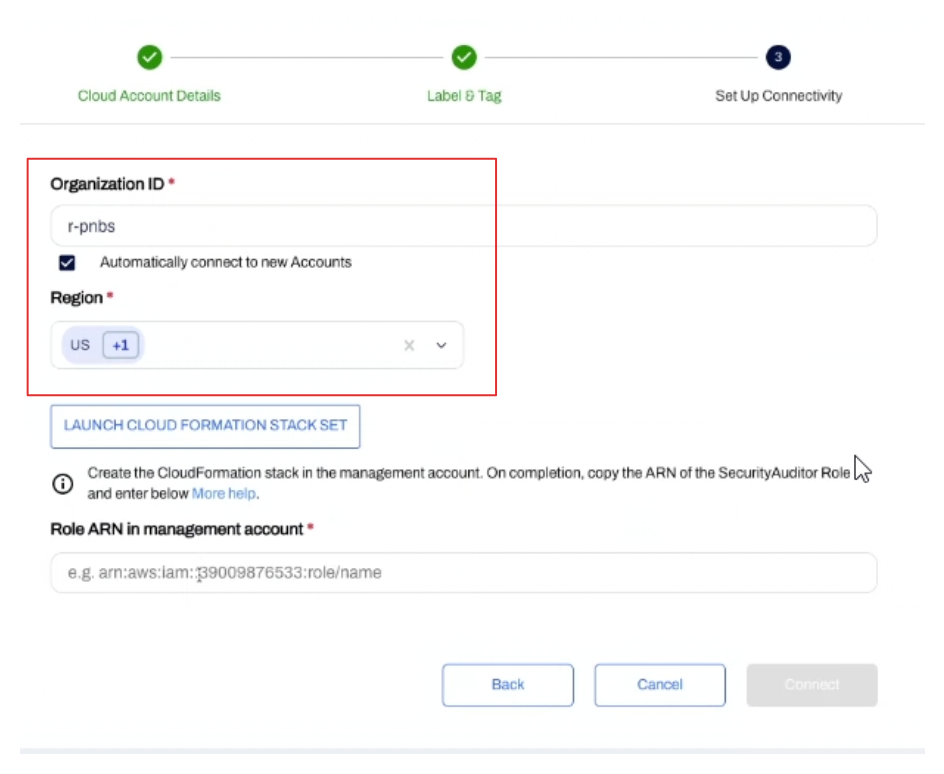 3
Cloud Account Details
Label & Tag
Set Up Connectivity
Organization ID *
r-pnbs
Automatically connect to new Accounts
Region *
US +1
LAUNCH CLOUD FORMATION STACK SET
Create the CloudFormation stack in the management account. On completion, copy the ARN of the SecurityAuditor Role
and enter below More help.
Role ARN in management account *
e.g. arn:aws:iam::39009876533:role/name
Back
Cancel
Connect